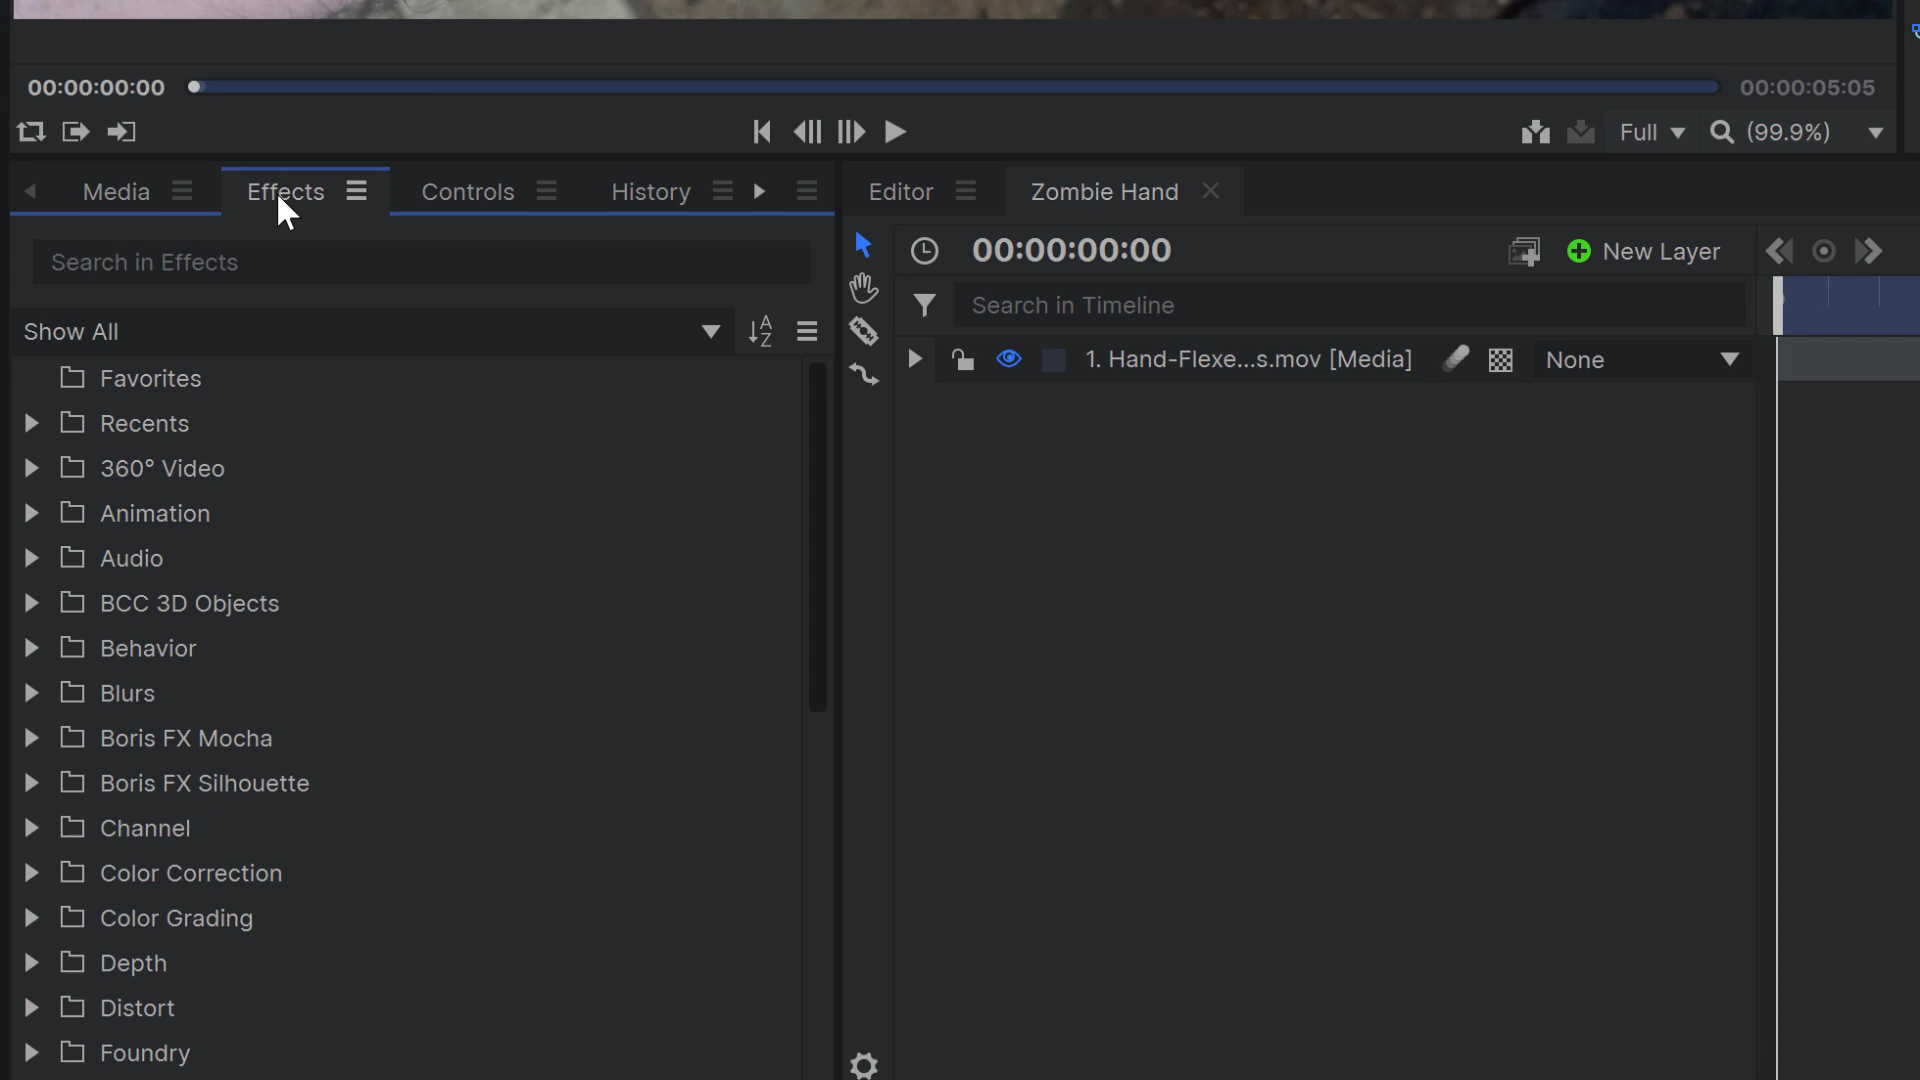 00:00:00:00
00:00:05:05
Full
(99.9%)
Media
Effects
Controls
History
Editor
Zombie Hand
Search in Effects
00:00:00:00
New Layer
Search in Timeline
Show All
A
Z
1. Hand-Flexe...s.mov [Media]
None
Favorites
Recents
360° Video
Animation
Audio
BCC 3D Objects
Behavior
Blurs
Boris FX Mocha
Boris FX Silhouette
Channel
Color Correction
Color Grading
Depth
Distort
Foundry